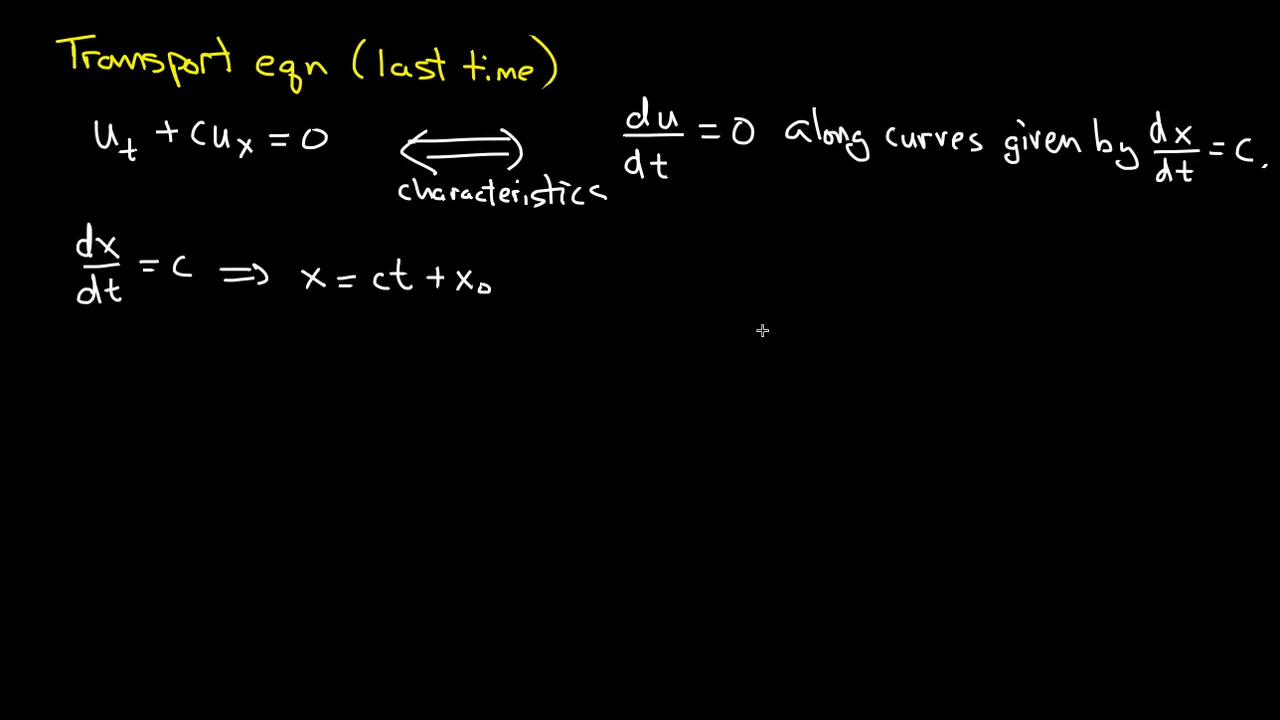 Transport eqn (last time)
u_t + cu_x = 0 ⟺ characteristics du/dt = 0 along curves given by dx/dt = c.
dx/dt = c ⟹ x = ct + x_0